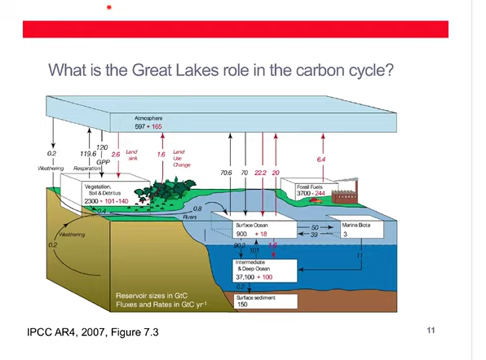 What is the Great Lakes role in the carbon cycle?
Atmosphere
597 + 165
0.2
Weathering
119.6
Respiration
120
GPP
2.6
Land
sink
1.6
Land
Use
Change
70.6
70
22.2
20
6.4
Vegetation,
Soil & Detritus
2300 + 101 -140
Fossil Fuels
3700 - 244
0.4
0.8
Rivers
Weathering
0.2
Surface Ocean
900 + 18
50
39
Marine Biota
3
90.2
101
1.6
11
Intermediate
& Deep Ocean
37,100 + 100
0.2
Surface sediment
150
Reservoir sizes in GtC
Fluxes and Rates in GtC yr⁻¹
IPCC AR4, 2007, Figure 7.3
11